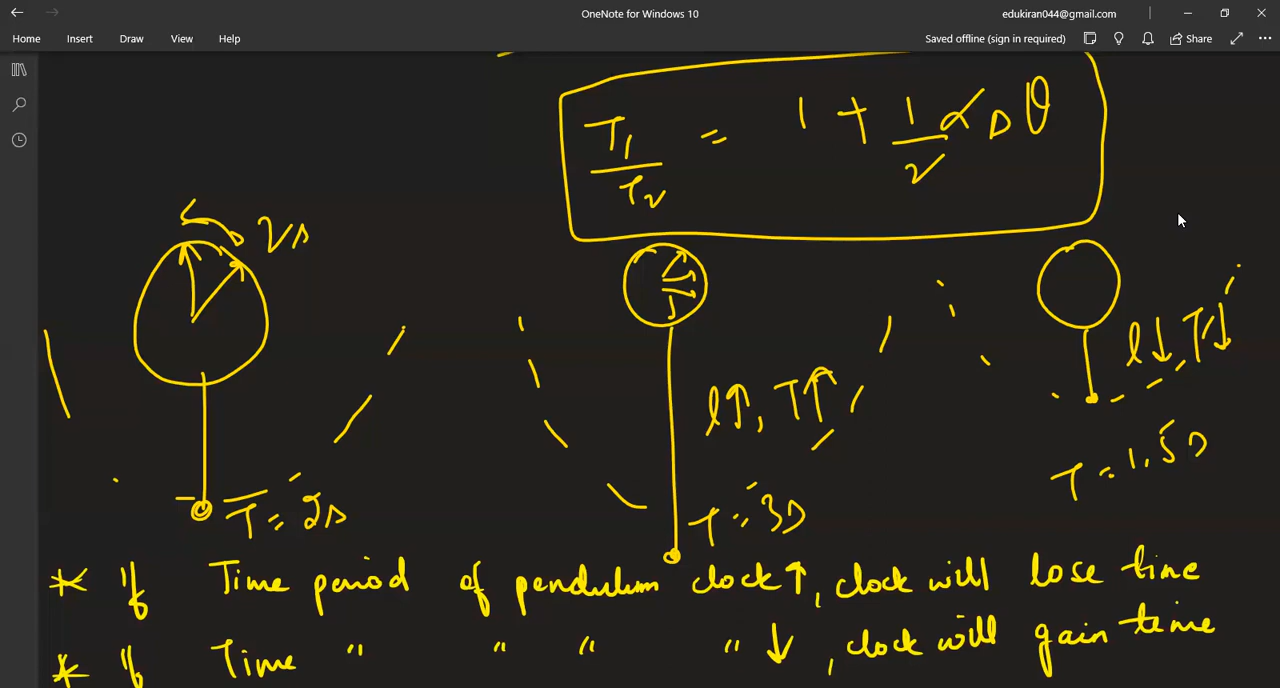 OneNote for Windows 10
edukiran044@gmail.com
Home Insert Draw View Help
Saved offline (sign in required)
Share
T₁/T₂ = 1 + 1/2 α Δ θ
2s
l↑, T↑
l↓, T↓
T = 2s
T = 3s
T = 1.5s
* If Time period of pendulum clock ↑, clock will lose time
* If Time " " " " ↓, clock will gain time